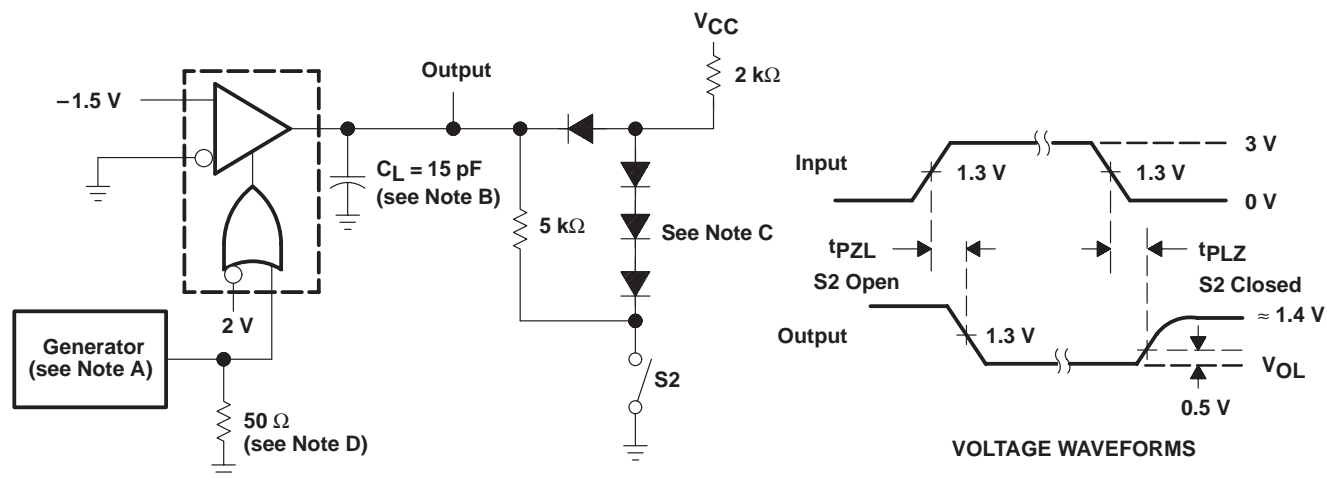 VCC
2 kΩ
Output
–1.5 V
CL = 15 pF
(see Note B)
5 kΩ
See Note C
2 V
Generator
(see Note A)
50 Ω
(see Note D)
S2
Input
3 V
1.3 V
1.3 V
0 V
tPZL
tPLZ
S2 Open
S2 Closed
≈ 1.4 V
Output
1.3 V
VOL
0.5 V
VOLTAGE WAVEFORMS